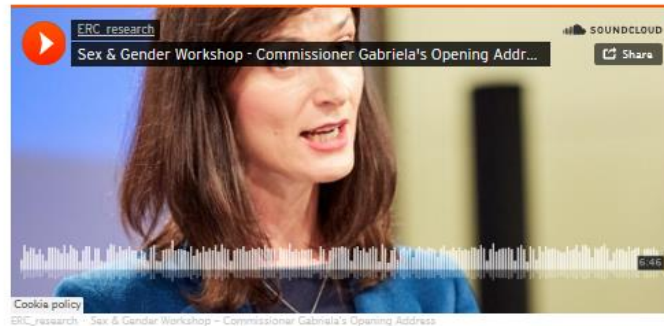 ERC_research
SOUNDCLOUD
Sex & Gender Workshop - Commissioner Gabriela's Opening Addr...
Share
6:46
Cookie policy
ERC_research · Sex & Gender Workshop – Commissioner Gabriela's Opening Address